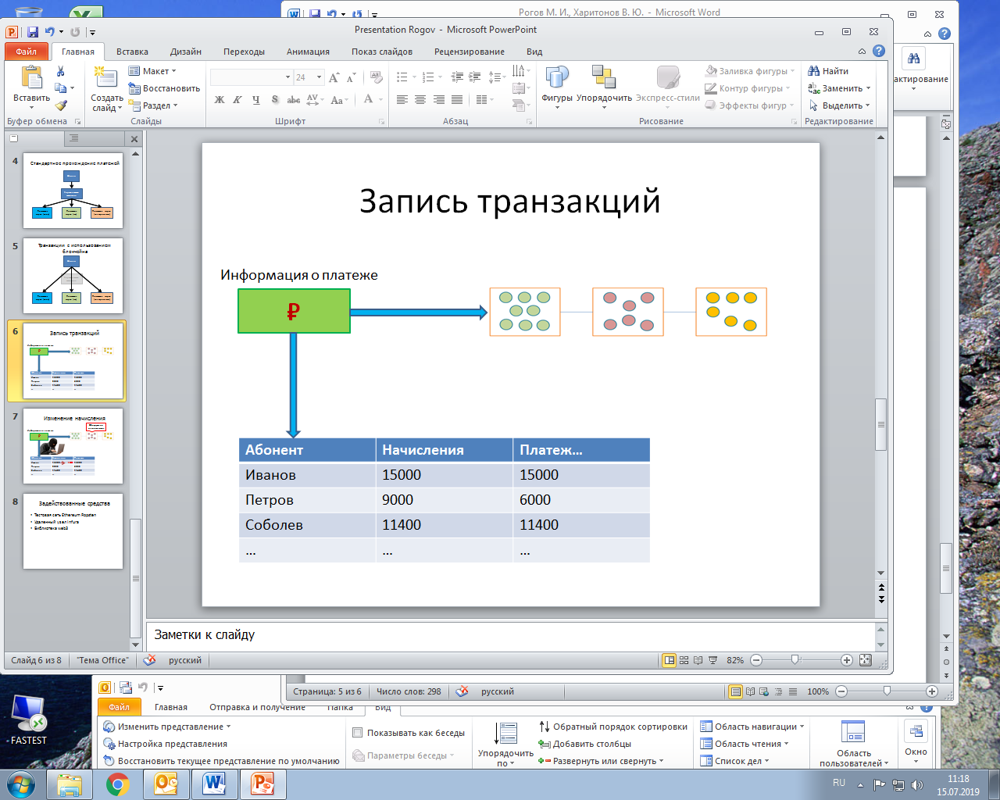 Рогов М. И., Харитонов В. Ю. - Microsoft Word
Presentation Rogov - Microsoft PowerPoint
Файл Главная Вставка Дизайн Переходы Анимация Показ слайдов Рецензирование Вид
Вставить
Буфер обмена
Создать слайд
Макет
Восстановить
Раздел
Слайды
24
Ж К Ч S abc AV Aa A
Шрифт
Абзац
Фигуры
Упорядочить
Экспресс-стили
Заливка фигуры
Контур фигуры
Эффекты фигур
Рисование
Найти
Заменить
Выделить
Редактирование
актирование
4
Стандартное прохождение платежей
5
Транзакции с использованием блокчейна
6
Запись транзакций
7
Изменение начисления
8
Задействованные средства
Тестовая сеть Ethereum Ropsten
Удаленный узел Infura
Библиотека web3
Запись транзакций
Информация о платеже
₽
Абонент Начисления Платеж...
Иванов 15000 15000
Петров 9000 6000
Соболев 11400 11400
... ... ...
Заметки к слайду
Слайд 6 из 8 "Тема Office" русский 82%
Страница: 5 из 6 Число слов: 298 русский 100%
Файл Главная Отправка и получение Папка Вид
Изменить представление
Настройка представления
Восстановить текущее представление по умолчанию
Показывать как беседы
Параметры беседы
Упорядочить по
Обратный порядок сортировки
Добавить столбцы
Развернуть или свернуть
Область навигации
Область чтения
Список дел
Область пользователей
Окно
FASTEST
RU
11:18
15.07.2019